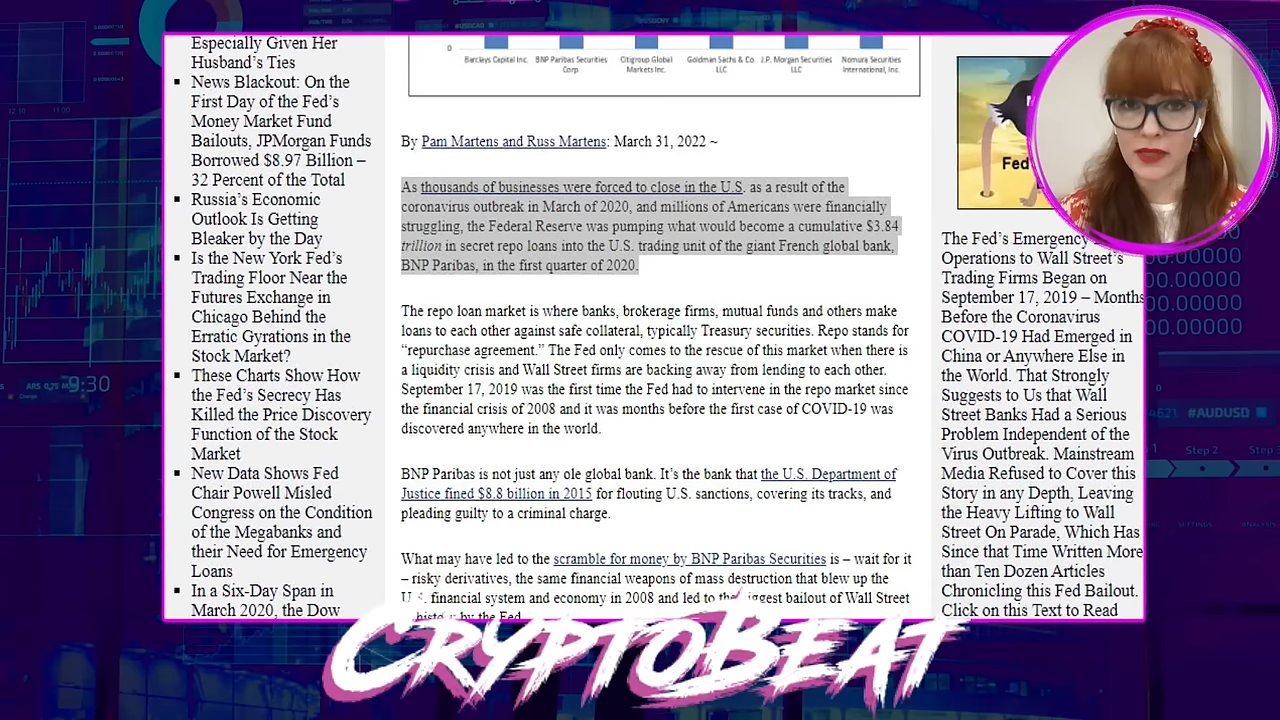 Especially Given Her
Husband's Ties
News Blackout: On the
First Day of the Fed's
Money Market Fund
Bailouts, JPMorgan Funds
Borrowed $8.97 Billion –
32 Percent of the Total
Russia's Economic
Outlook Is Getting
Bleaker by the Day
Is the New York Fed's
Trading Floor Near the
Futures Exchange in
Chicago Behind the
Erratic Gyrations in the
Stock Market?
These Charts Show How
the Fed's Secrecy Has
Killed the Price Discovery
Function of the Stock
Market
New Data Shows Fed
Chair Powell Misled
Congress on the Condition
of the Megabanks and
their Need for Emergency
Loans
In a Six-Day Span in
March 2020, the Dow
0
Barclays Capital Inc.
BNP Paribas Securities
Corp
Citigroup Global
Markets Inc.
Goldman Sachs & Co.
LLC
J.P. Morgan Securities
LLC
Nomura Securities
International, Inc.
By Pam Martens and Russ Martens: March 31, 2022 ~
As thousands of businesses were forced to close in the U.S. as a result of the
coronavirus outbreak in March of 2020, and millions of Americans were financially
struggling, the Federal Reserve was pumping what would become a cumulative $3.84
trillion in secret repo loans into the U.S. trading unit of the giant French global bank,
BNP Paribas, in the first quarter of 2020.
The repo loan market is where banks, brokerage firms, mutual funds and others make
loans to each other against safe collateral, typically Treasury securities. Repo stands for
“repurchase agreement.” The Fed only comes to the rescue of this market when there is
a liquidity crisis and Wall Street firms are backing away from lending to each other.
September 17, 2019 was the first time the Fed had to intervene in the repo market since
the financial crisis of 2008 and it was months before the first case of COVID-19 was
discovered anywhere in the world.
BNP Paribas is not just any ole global bank. It's the bank that the U.S. Department of
Justice fined $8.8 billion in 2015 for flouting U.S. sanctions, covering its tracks, and
pleading guilty to a criminal charge.
What may have led to the scramble for money by BNP Paribas Securities is – wait for it
– risky derivatives, the same financial weapons of mass destruction that blew up the
U.S. financial system and economy in 2008 and led to the biggest bailout of Wall Street
by the Fed
Fed
The Fed's Emergency
Operations to Wall Street's
Trading Firms Began on
September 17, 2019 – Months
Before the Coronavirus
COVID-19 Had Emerged in
China or Anywhere Else in
the World. That Strongly
Suggests to Us that Wall
Street Banks Had a Serious
Problem Independent of the
Virus Outbreak. Mainstream
Media Refused to Cover this
Story in any Depth, Leaving
the Heavy Lifting to Wall
Street On Parade, Which Has
Since that Time Written More
than Ten Dozen Articles
Chronicling this Fed Bailout.
Click on this Text to Read
9:30
#AUDUSD
Step 2
Step 3
CRYPTOBEAT